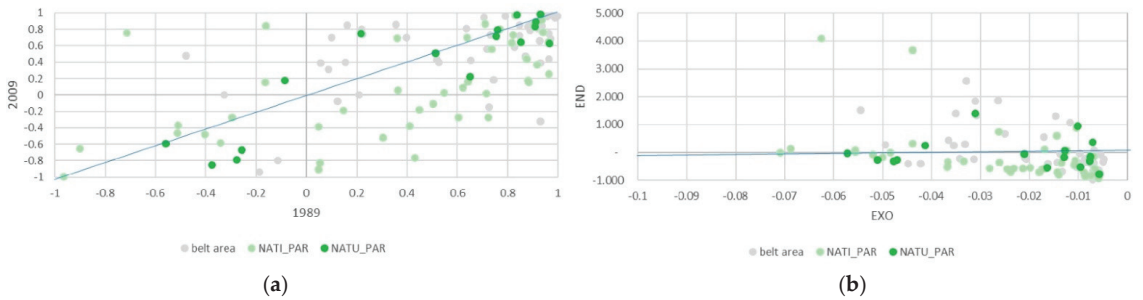 2009
1
0.8
0.6
0.4
0.2
0
-0.2
-0.4
-0.6
-0.8
-1
-1 -0.8 -0.6 -0.4 -0.2 0 0.2 0.4 0.6 0.8 1
1989
belt area NATI_PAR NATU_PAR
(a)
END
5.000
4.000
3.000
2.000
1.000
-
-1.000
-0.1 -0.09 -0.08 -0.07 -0.06 -0.05 -0.04 -0.03 -0.02 -0.01 0
EXO
belt area NATI_PAR NATU_PAR
(b)